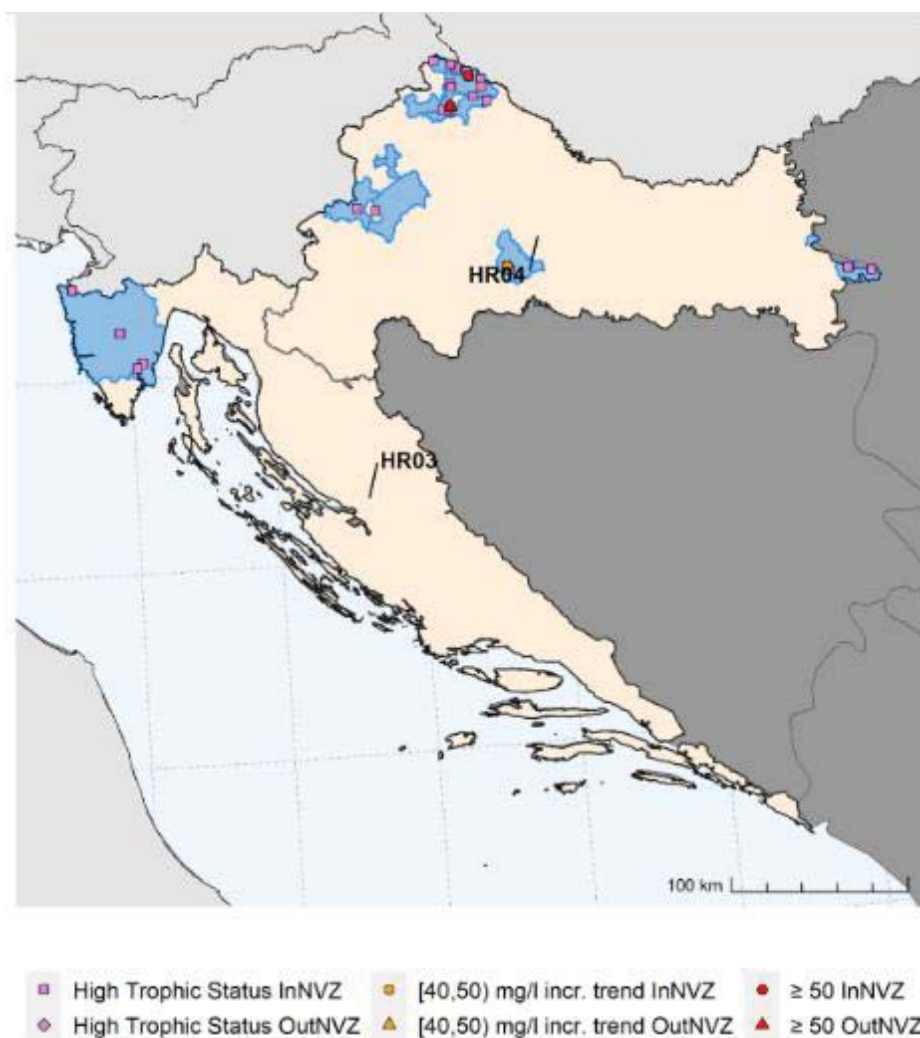 HR04
HR03
100 km
High Trophic Status InNVZ [40,50) mg/l incr. trend InNVZ ≥ 50 InNVZ
High Trophic Status OutNVZ [40,50) mg/l incr. trend OutNVZ ≥ 50 OutNVZ